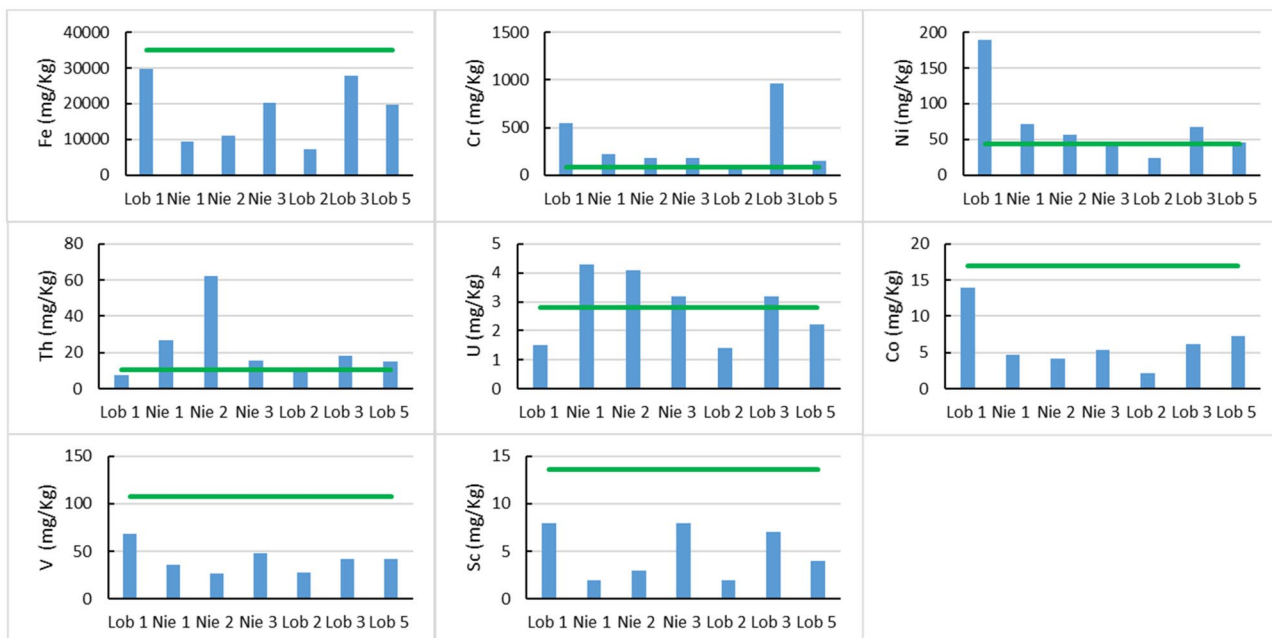 Fe (mg/Kg)
40000
30000
20000
10000
0
Lob 1 Nie 1 Nie 2 Nie 3 Lob 2 Lob 3 Lob 5
Cr (mg/Kg)
1500
1000
500
0
Lob 1 Nie 1 Nie 2 Nie 3 Lob 2 Lob 3 Lob 5
Ni (mg/Kg)
200
150
100
50
0
Lob 1 Nie 1 Nie 2 Nie 3 Lob 2 Lob 3 Lob 5
Th (mg/Kg)
80
60
40
20
0
Lob 1 Nie 1 Nie 2 Nie 3 Lob 2 Lob 3 Lob 5
U (mg/Kg)
5
4
3
2
1
0
Lob 1 Nie 1 Nie 2 Nie 3 Lob 2 Lob 3 Lob 5
Co (mg/Kg)
20
15
10
5
0
Lob 1 Nie 1 Nie 2 Nie 3 Lob 2 Lob 3 Lob 5
V (mg/Kg)
150
100
50
0
Lob 1 Nie 1 Nie 2 Nie 3 Lob 2 Lob 3 Lob 5
Sc (mg/Kg)
15
10
5
0
Lob 1 Nie 1 Nie 2 Nie 3 Lob 2 Lob 3 Lob 5